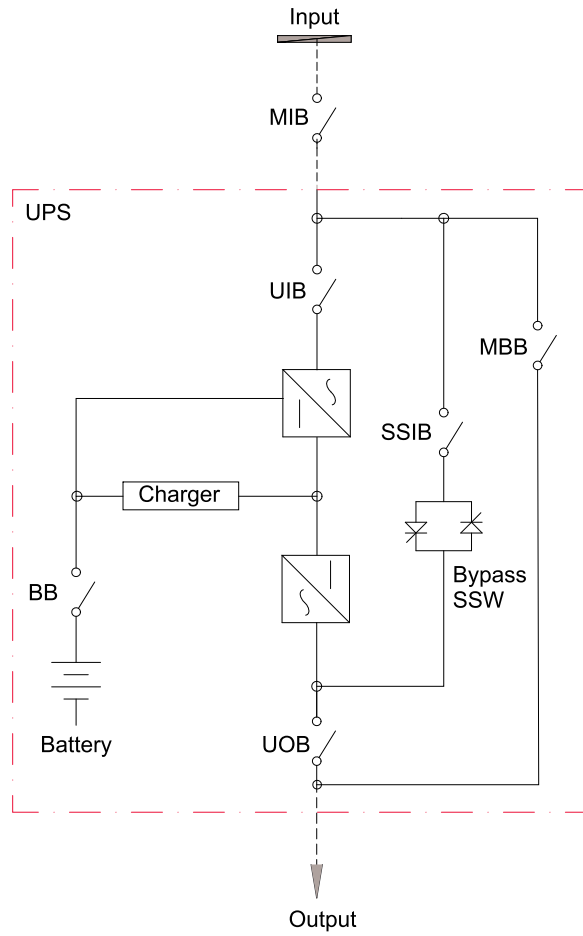 Input
MIB
UPS
UIB
MBB
SSIB
Charger
Bypass
SSW
BB
Battery
UOB
Output